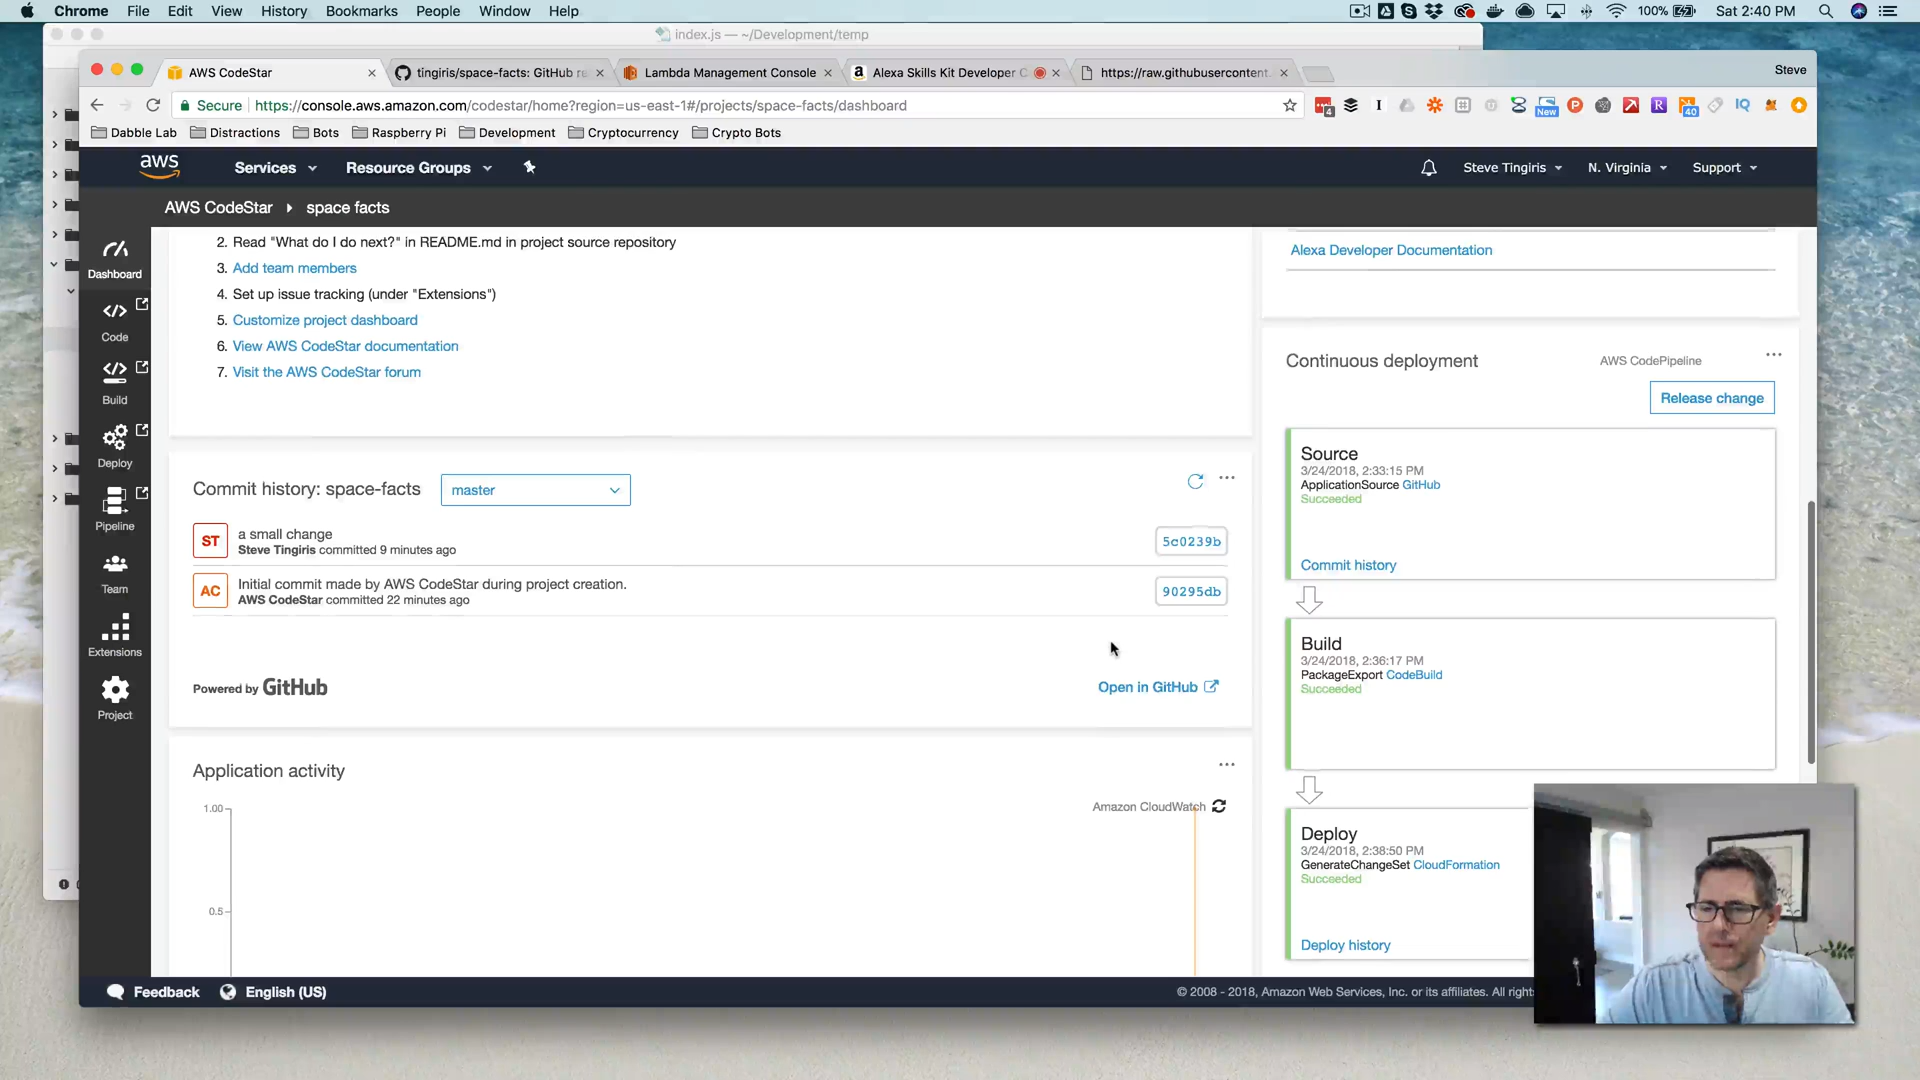 Chrome File Edit View History Bookmarks People Window Help
100% Sat 2:40 PM
index.js — ~/Development/temp
AWS CodeStar
tingiris/space-facts: GitHub re
Lambda Management Console
Alexa Skills Kit Developer C
https://raw.githubusercontent.
Steve
Secure https://console.aws.amazon.com/codestar/home?region=us-east-1#/projects/space-facts/dashboard
4 I New P R 40 IQ
Dabble Lab Distractions Bots Raspberry Pi Development Cryptocurrency Crypto Bots
aws Services Resource Groups Steve Tingiris N. Virginia Support
AWS CodeStar space facts
Dashboard
Code
Build
Deploy
Pipeline
Team
Extensions
Project
2. Read "What do I do next?" in README.md in project source repository
3. Add team members
4. Set up issue tracking (under "Extensions")
5. Customize project dashboard
6. View AWS CodeStar documentation
7. Visit the AWS CodeStar forum
Commit history: space-facts master
ST a small change 5c0239b
Steve Tingiris committed 9 minutes ago
AC Initial commit made by AWS CodeStar during project creation. 90295db
AWS CodeStar committed 22 minutes ago
Powered by GitHub Open in GitHub
Application activity
Amazon CloudWatch
1.00
0.5
Alexa Developer Documentation
Continuous deployment AWS CodePipeline
Release change
Source
3/24/2018, 2:33:15 PM
ApplicationSource GitHub
Succeeded
Commit history
Build
3/24/2018, 2:36:17 PM
PackageExport CodeBuild
Succeeded
Deploy
3/24/2018, 2:38:50 PM
GenerateChangeSet CloudFormation
Succeeded
Deploy history
Feedback English (US) © 2008 - 2018, Amazon Web Services, Inc. or its affiliates. All right